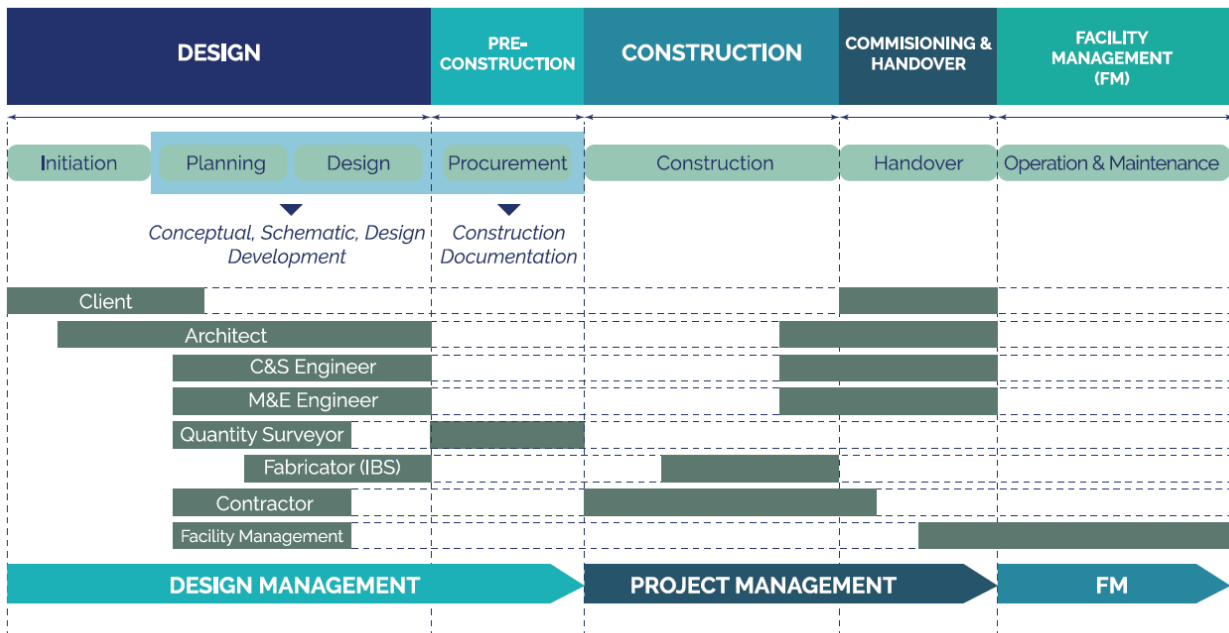 DESIGN
PRE-
CONSTRUCTION
CONSTRUCTION
COMMISIONING &
HANDOVER
FACILITY
MANAGEMENT
(FM)
Initiation
Planning
Design
Procurement
Construction
Handover
Operation & Maintenance
Conceptual, Schematic, Design
Development
Construction
Documentation
Client
Architect
C&S Engineer
M&E Engineer
Quantity Surveyor
Fabricator (IBS)
Contractor
Facility Management
DESIGN MANAGEMENT
PROJECT MANAGEMENT
FM